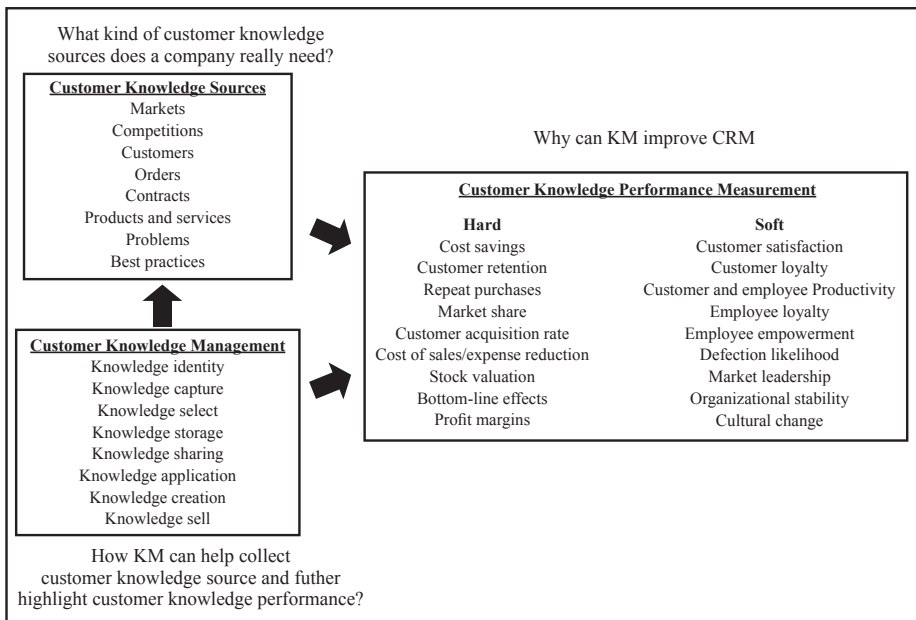 What kind of customer knowledge
sources does a company really need?
Customer Knowledge Sources
Markets
Competitions
Customers
Orders
Contracts
Products and services
Problems
Best practices
Customer Knowledge Management
Knowledge identity
Knowledge capture
Knowledge select
Knowledge storage
Knowledge sharing
Knowledge application
Knowledge creation
Knowledge sell
How KM can help collect
customer knowledge source and futher
highlight customer knowledge performance?
Why can KM improve CRM
Customer Knowledge Performance Measurement
Hard
Cost savings
Customer retention
Repeat purchases
Market share
Customer acquisition rate
Cost of sales/expense reduction
Stock valuation
Bottom-line effects
Profit margins
Soft
Customer satisfaction
Customer loyalty
Customer and employee Productivity
Employee loyalty
Employee empowerment
Defection likelihood
Market leadership
Organizational stability
Cultural change